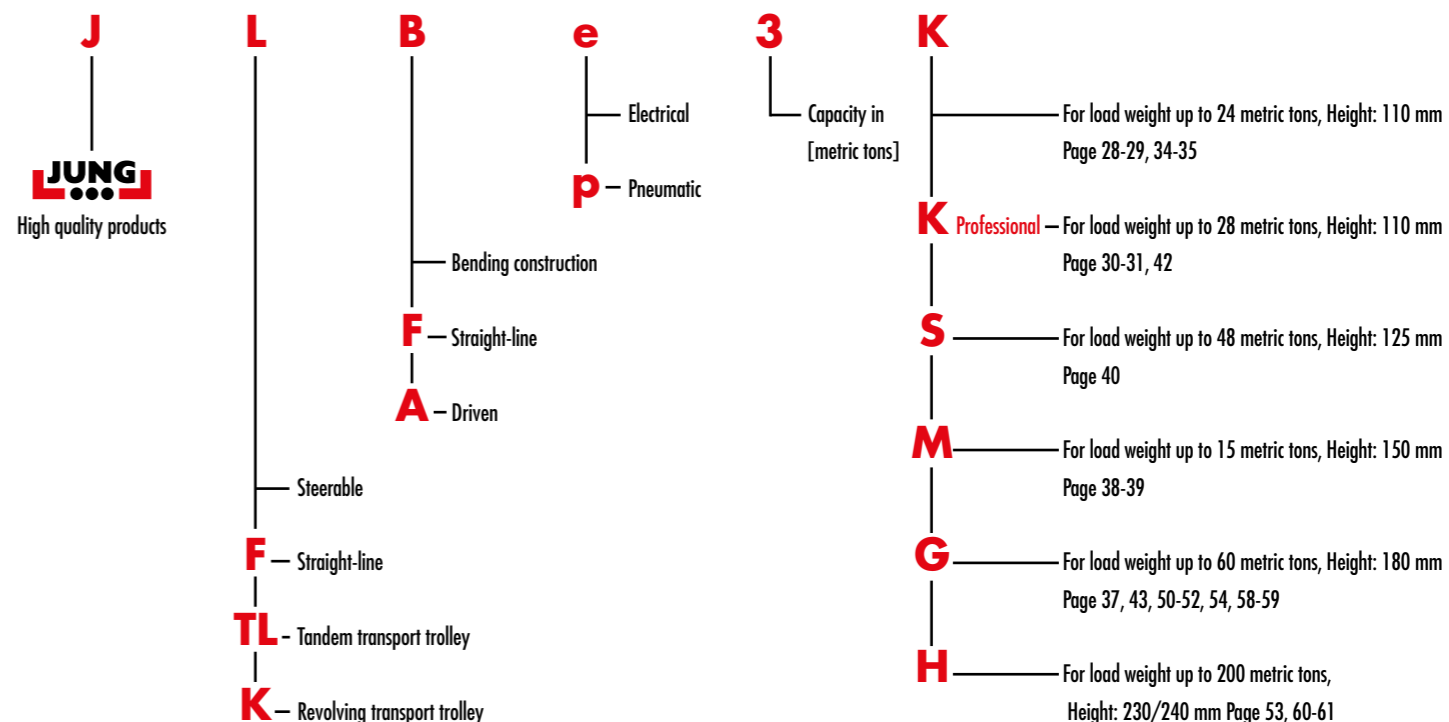 J L B e 3 K
Electrical
Capacity in
[metric tons]
For load weight up to 24 metric tons, Height: 110 mm
Page 28-29, 34-35
JUNG
High quality products
p – Pneumatic
K Professional – For load weight up to 28 metric tons, Height: 110 mm
Page 30-31, 42
Bending construction
F – Straight-line
S
For load weight up to 48 metric tons, Height: 125 mm
Page 40
A – Driven
M
For load weight up to 15 metric tons, Height: 150 mm
Page 38-39
Steerable
F – Straight-line
G
For load weight up to 60 metric tons, Height: 180 mm
Page 37, 43, 50-52, 54, 58-59
TL – Tandem transport trolley
H
For load weight up to 200 metric tons,
Height: 230/240 mm Page 53, 60-61
K – Revolving transport trolley